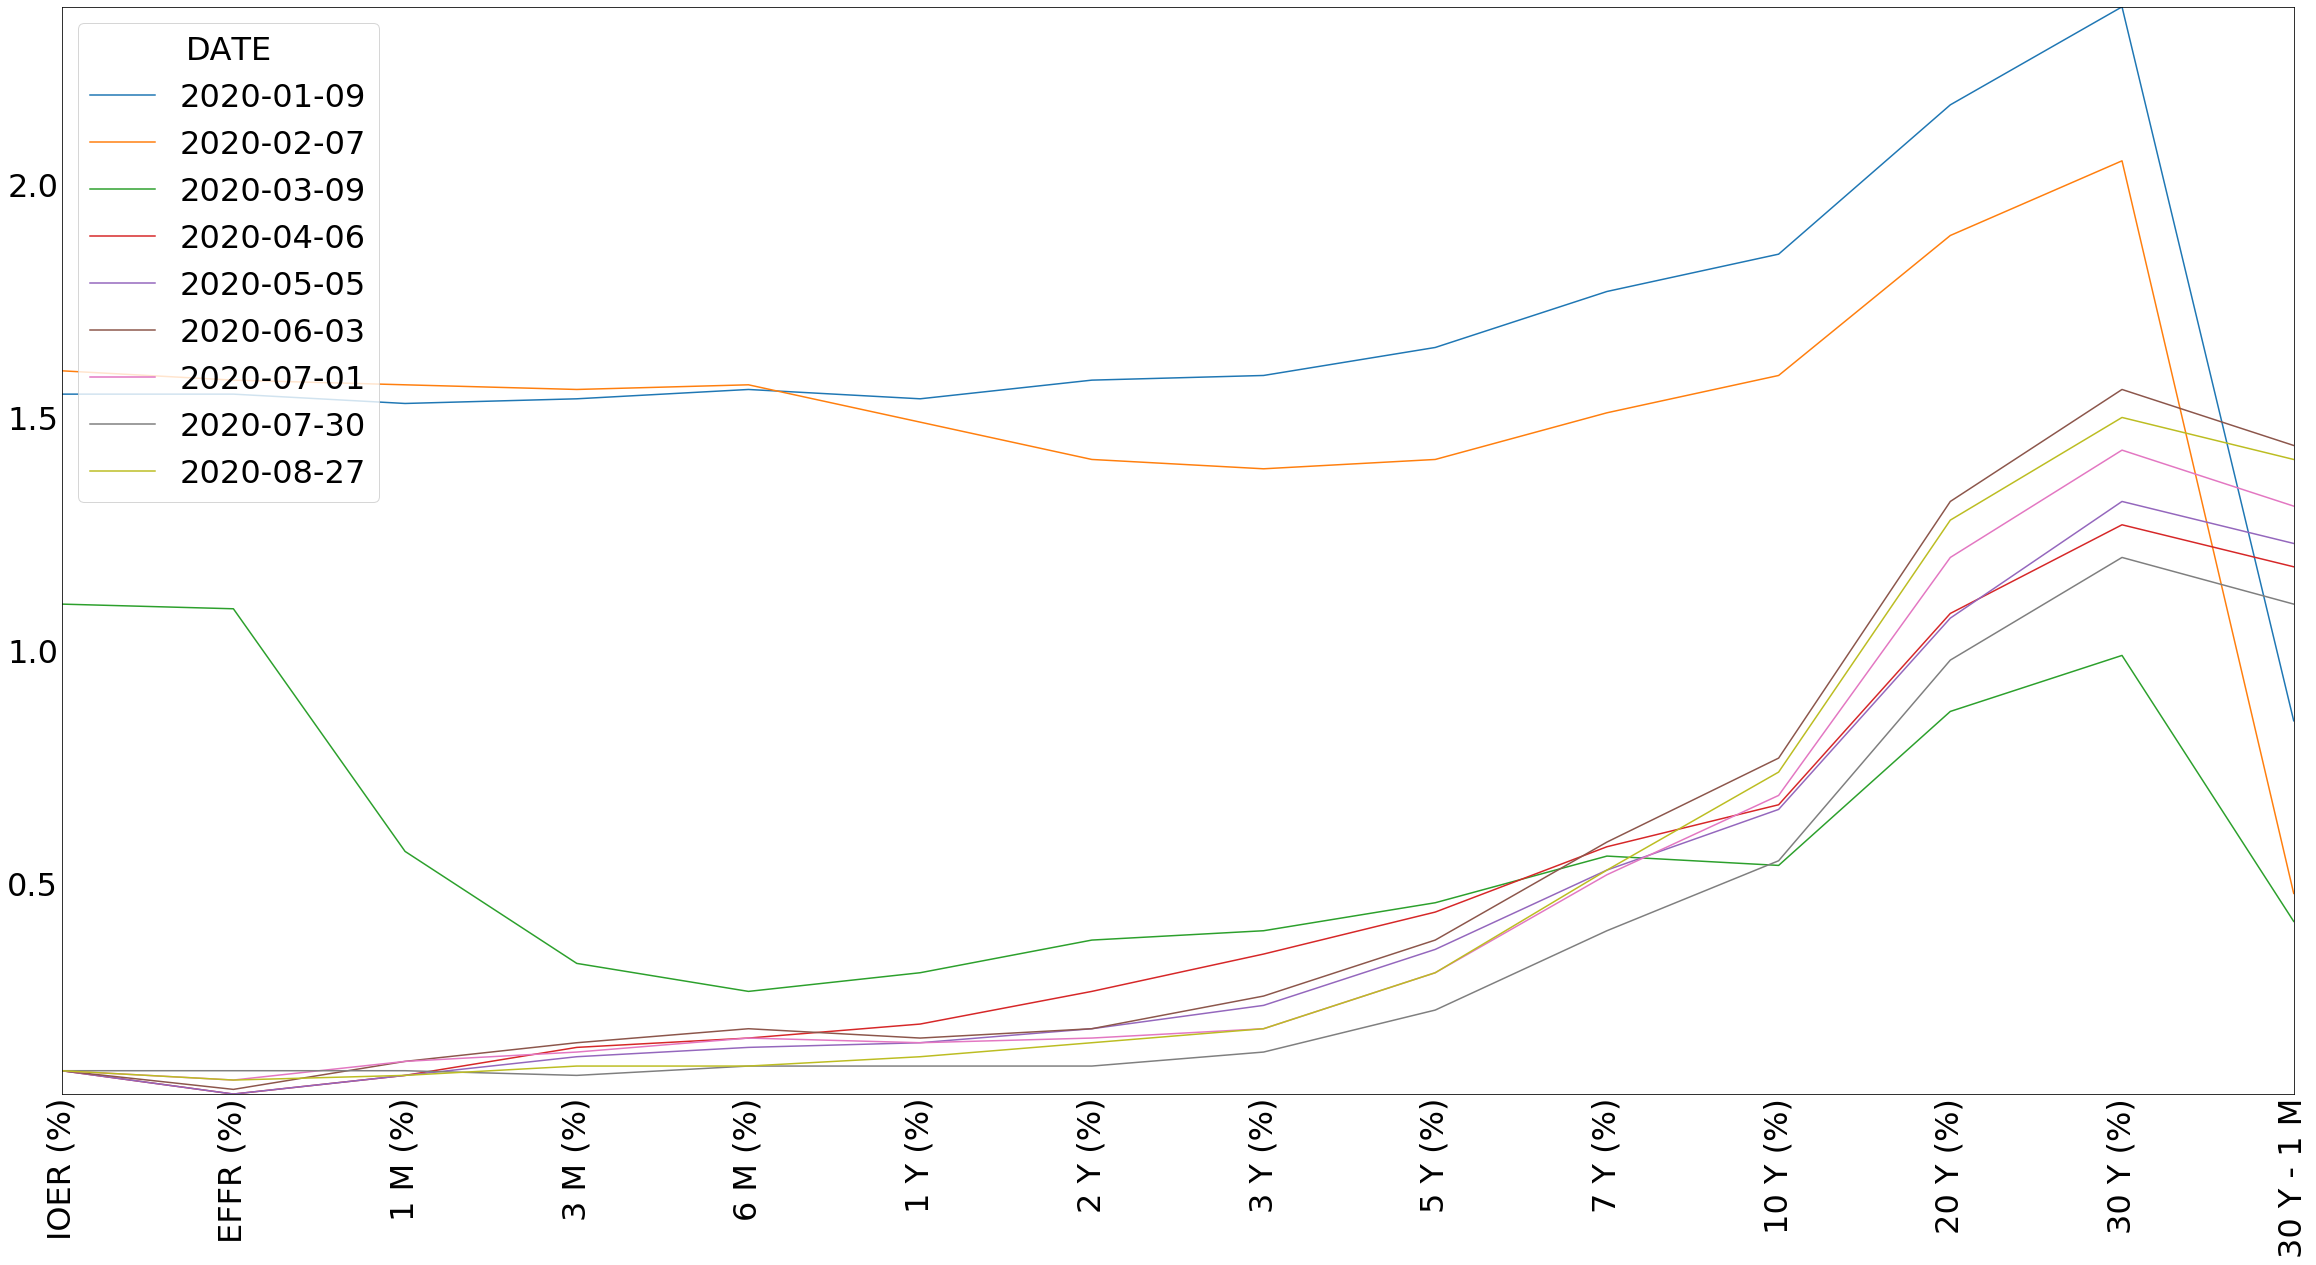 DATE
2020-01-09
2020-02-07
2020-03-09
2020-04-06
2020-05-05
2020-06-03
2020-07-01
2020-07-30
2020-08-27
2.0
1.5
1.0
0.5
IOER (%)
EFFR (%)
1 M (%)
3 M (%)
6 M (%)
1 Y (%)
2 Y (%)
3 Y (%)
5 Y (%)
7 Y (%)
10 Y (%)
20 Y (%)
30 Y (%)
30 Y - 1 M